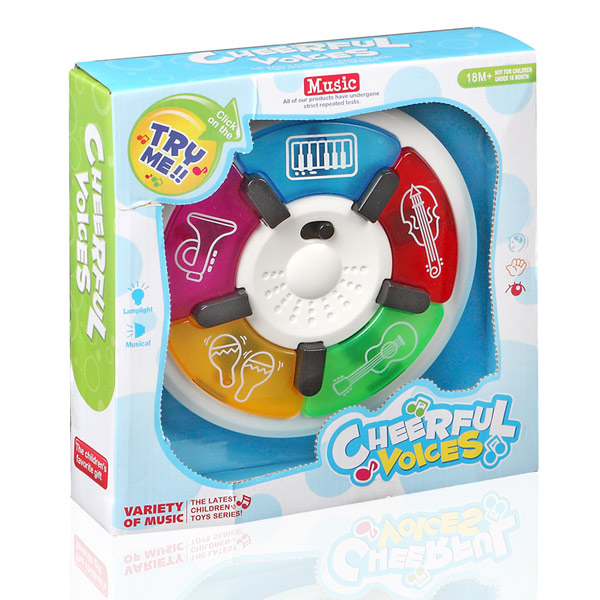 CHEERFUL
VOICES
Music
All of our products have undergone
strict repeated tests.
18M+
NOT FOR CHILDREN
UNDER 18 MONTH
Click
on the
TRY
ME!!
CHEERFUL
VOICES
Lamplight
Musical
The children's
favorite gift
CHEERFUL
VOICES
VARIETY
OF MUSIC
THE LATEST
CHILDREN
TOYS SERIES!